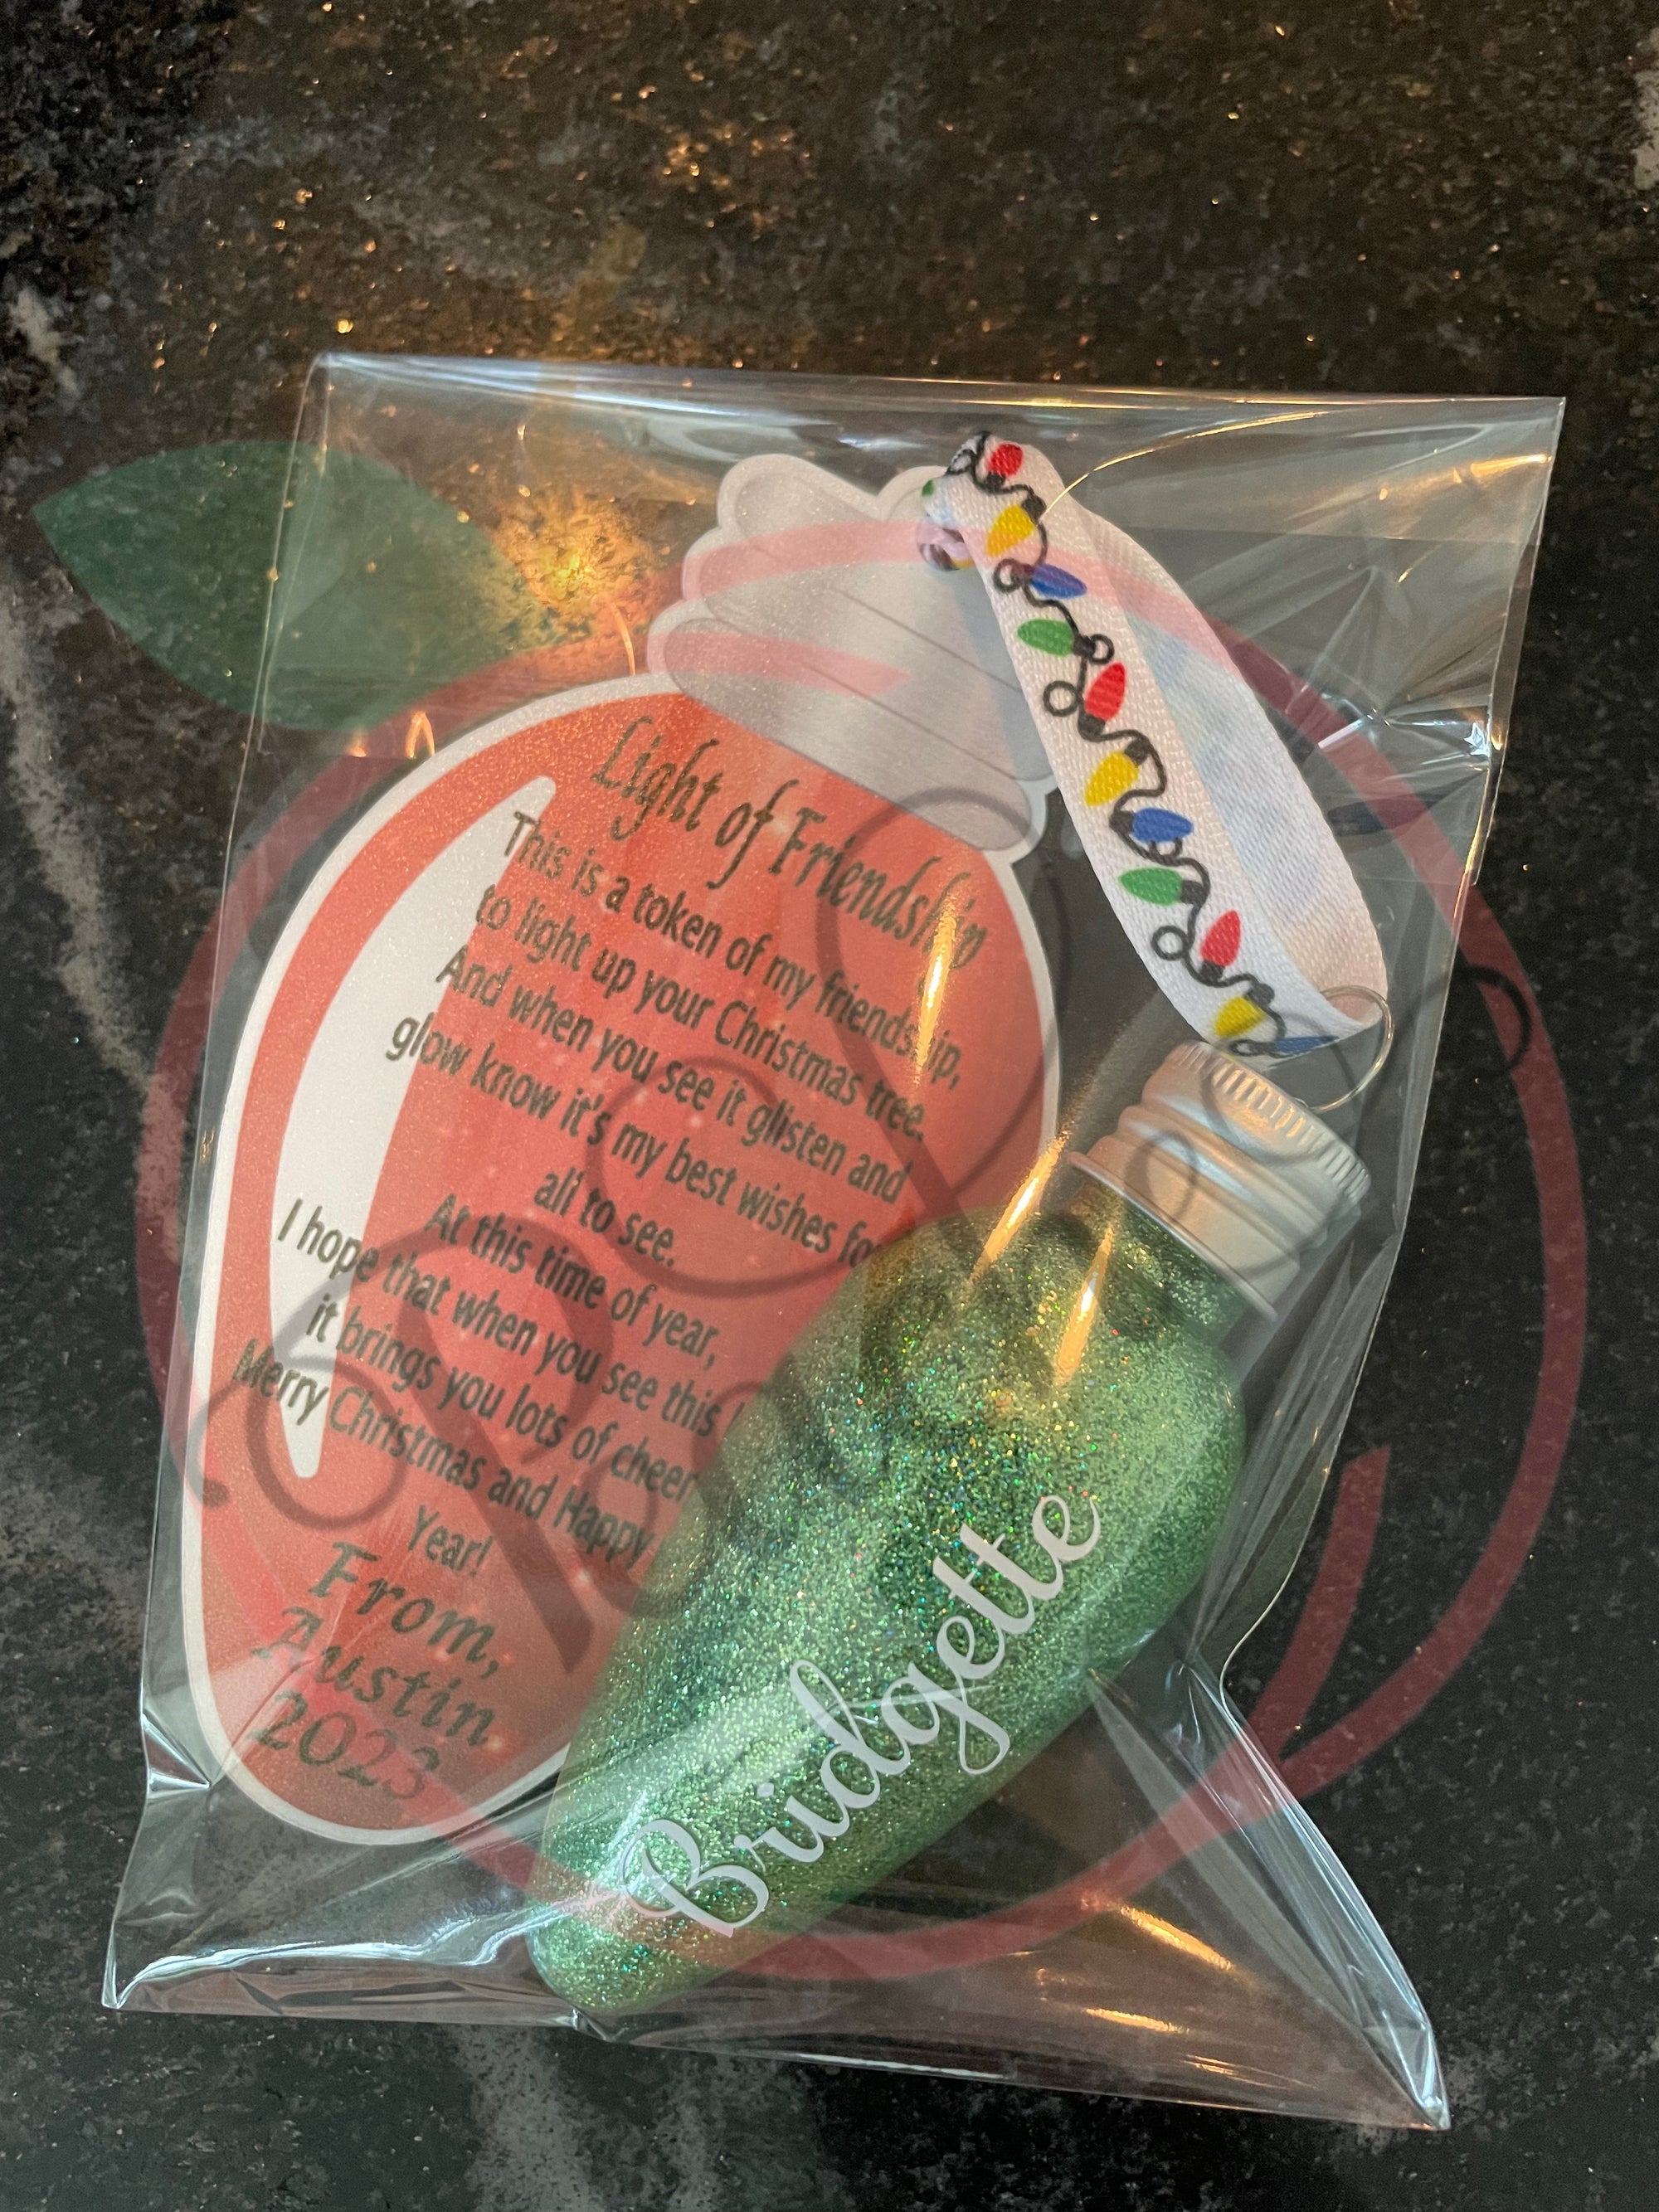 Light of Friendship
This is a token of my friendship,
to light up your Christmas tree.
And when you see it glisten and
glow know it's my best wishes for
all to see.
At this time of year,
I hope that when you see this
it brings you lots of cheer
Merry Christmas and Happy
Year!
From,
Austin
2023
Bridgette